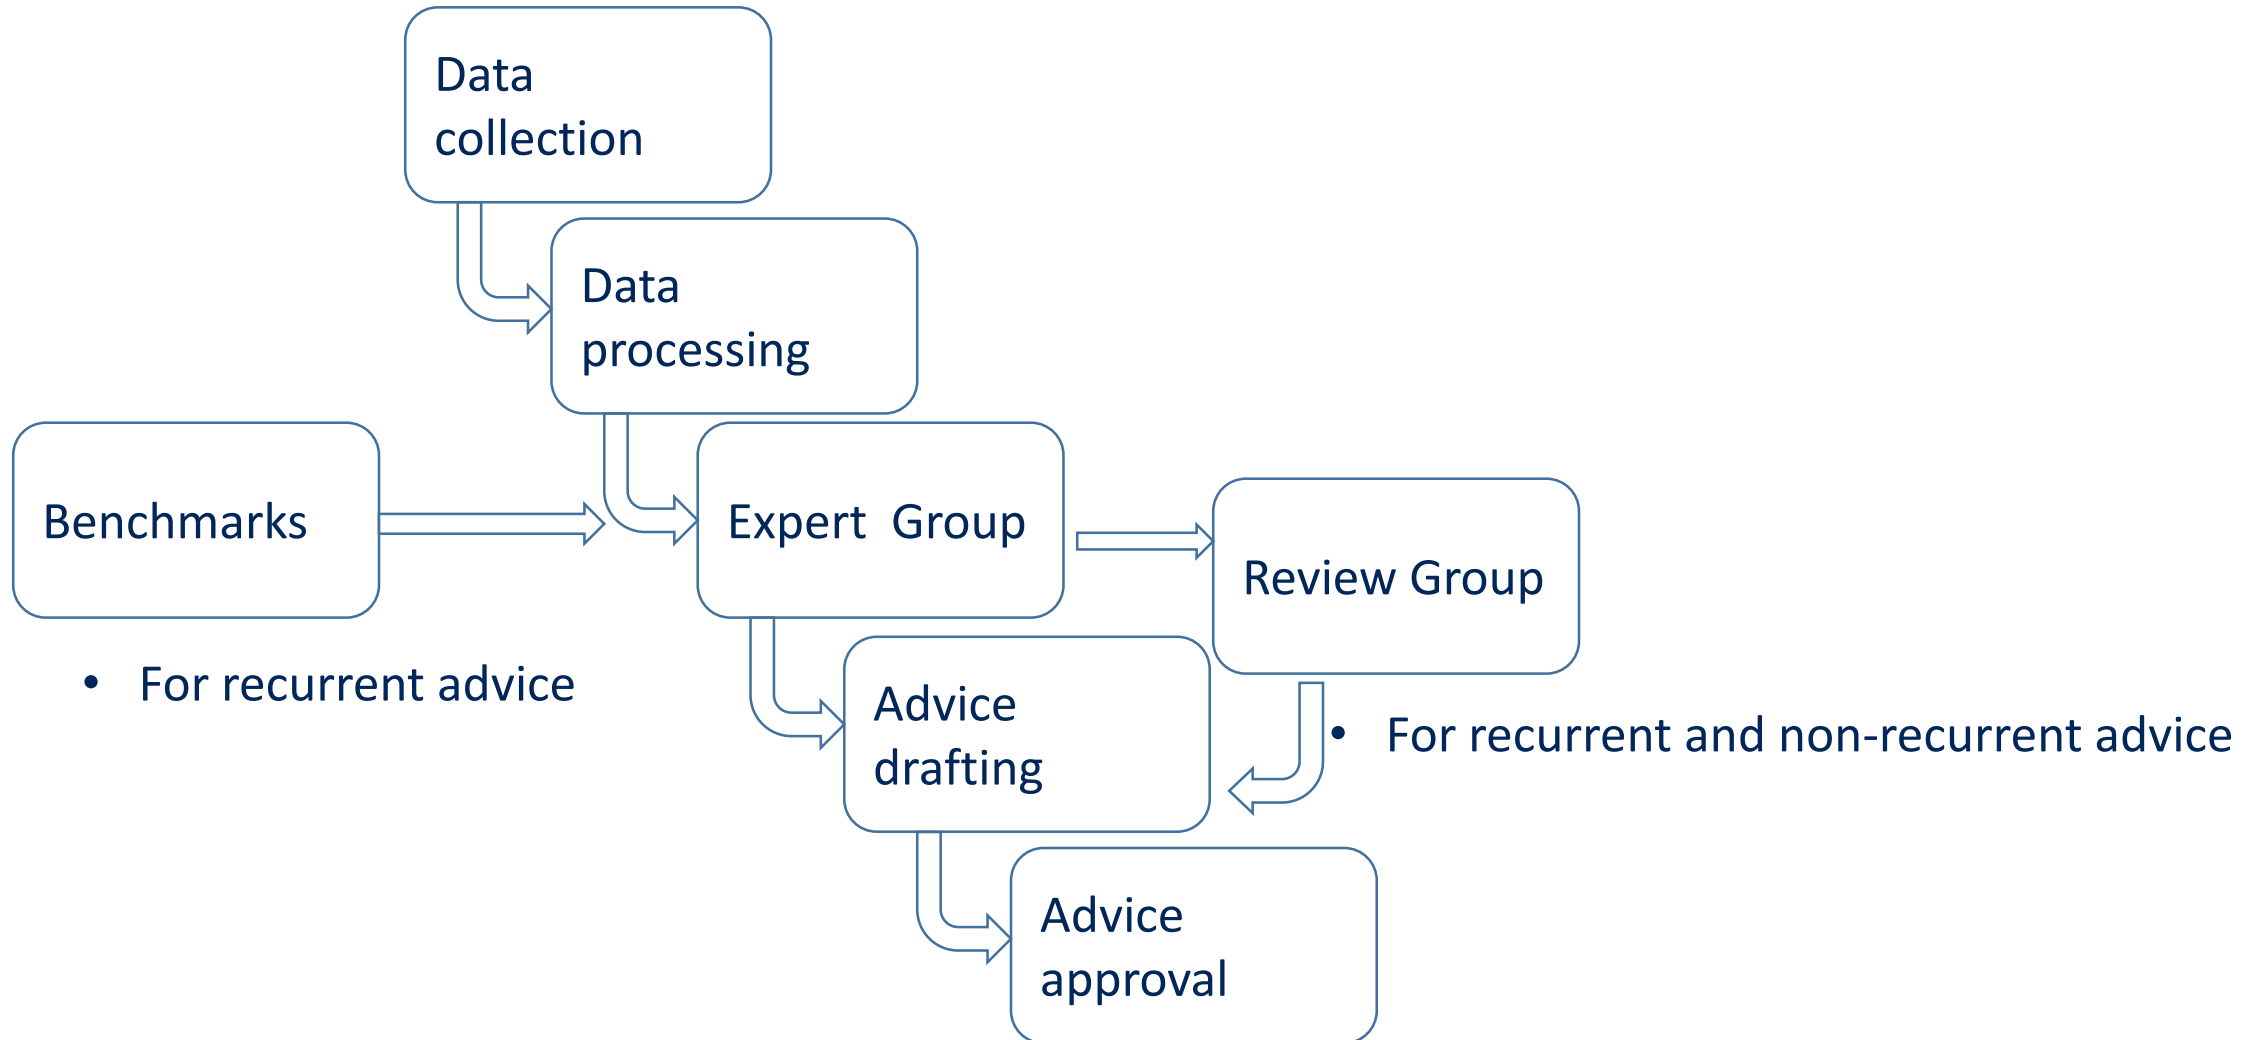 Data
collection
Data
processing
Benchmarks
Expert Group
Review Group
• For recurrent advice
Advice
drafting
• For recurrent and non-recurrent advice
Advice
approval